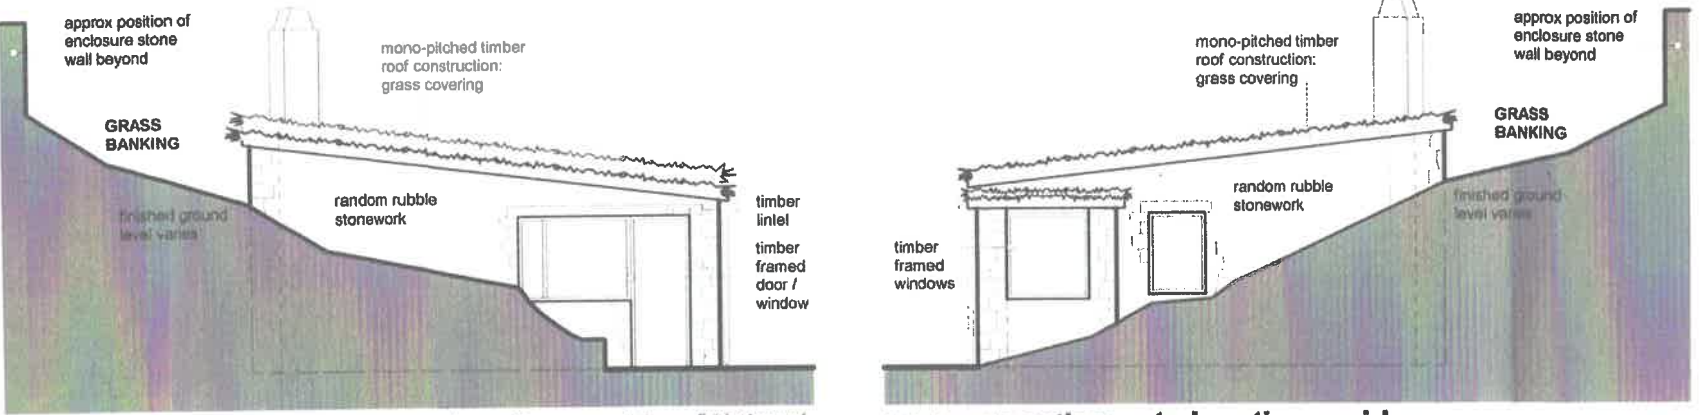 approx position of
enclosure stone
wall beyond
mono-pitched timber
roof construction:
grass covering
GRASS
BANKING
finished ground
level varies
random rubble
stonework
timber
lintel
timber
framed
door /
window
mono-pitched timber
roof construction:
grass covering
approx position of
enclosure stone
wall beyond
GRASS
BANKING
random rubble
stonework
finished ground
level varies
timber
framed
windows